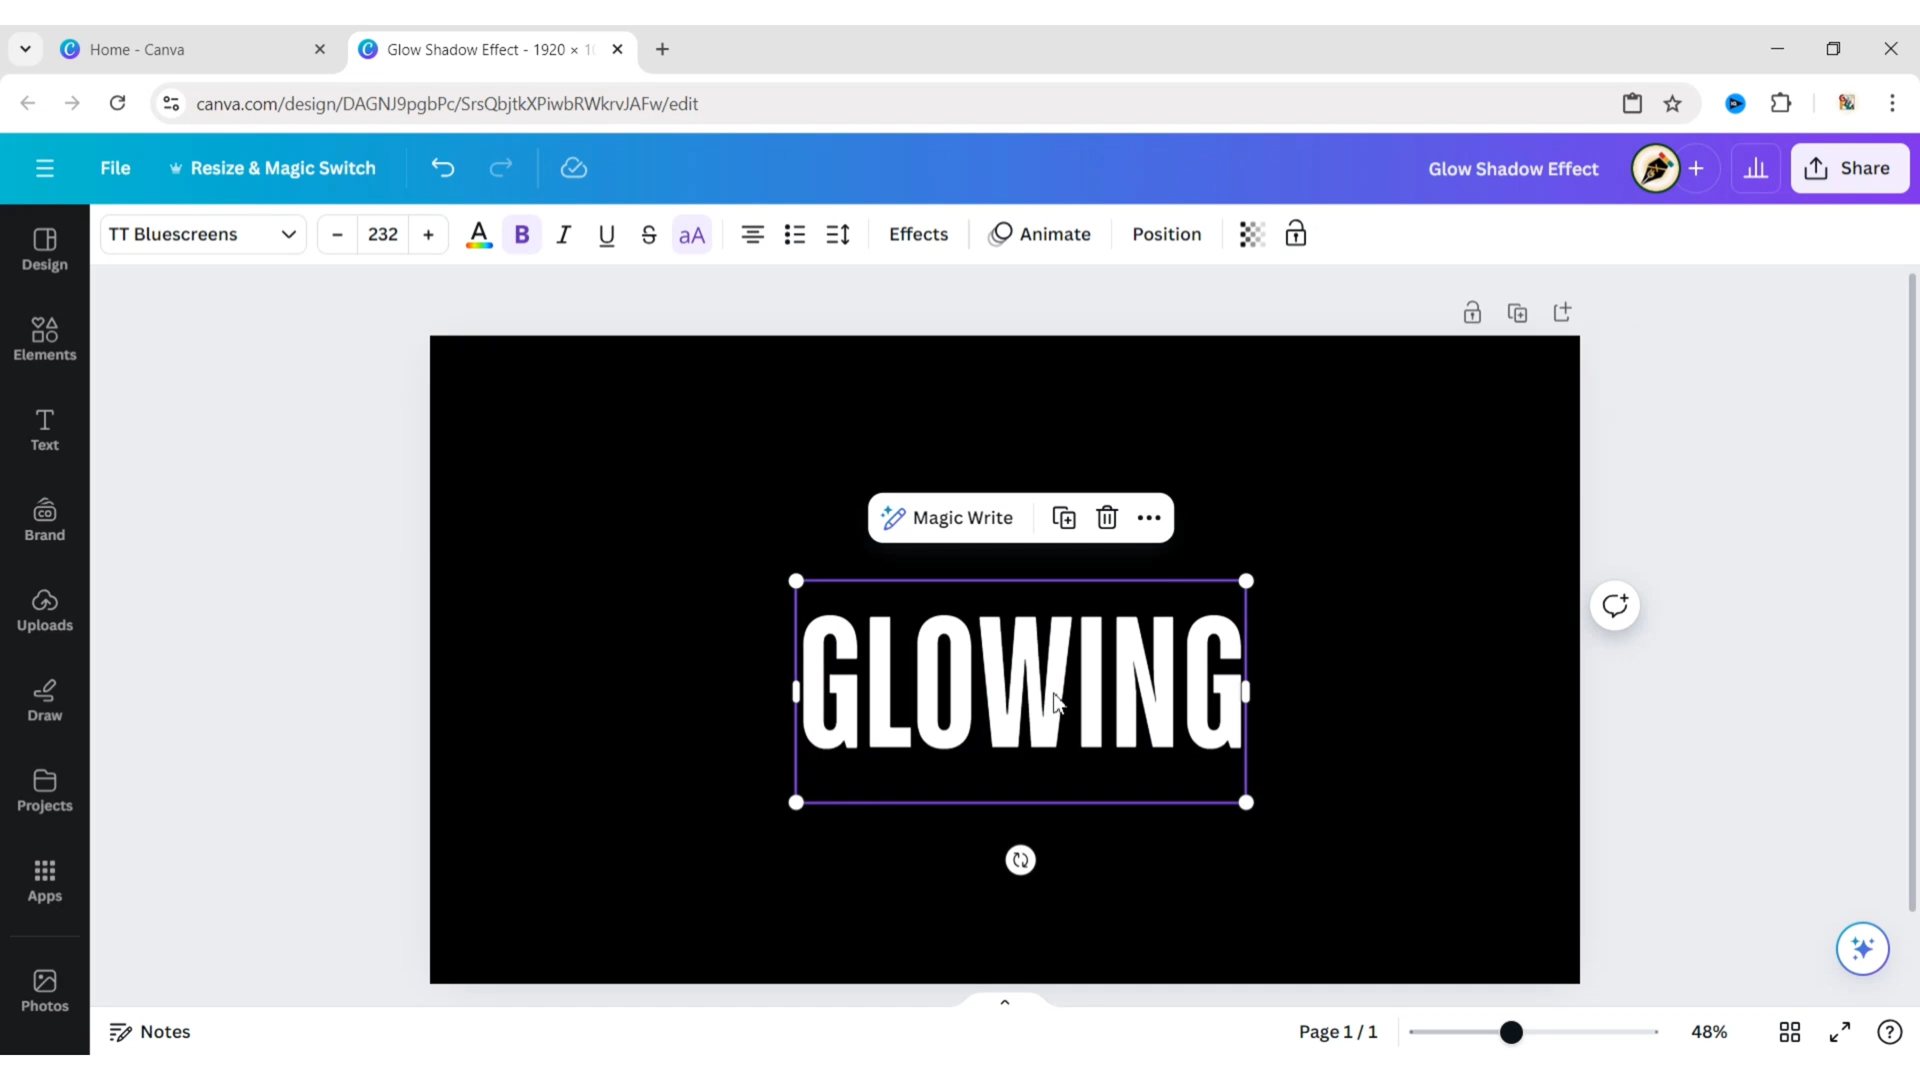 Home - Canva
Glow Shadow Effect - 1920 × 10
canva.com/design/DAGNJ9pgbPc/SrsQbjtkXPiwbRWkrvJAFw/edit
File
Resize & Magic Switch
Glow Shadow Effect
Share
TT Bluescreens
- 232 +
A
B
I
U
S
aA
Effects
Animate
Position
Design
Elements
Text
Brand
Uploads
Draw
Projects
Apps
Photos
Magic Write
GLOWING
Notes
Page 1 / 1
48%